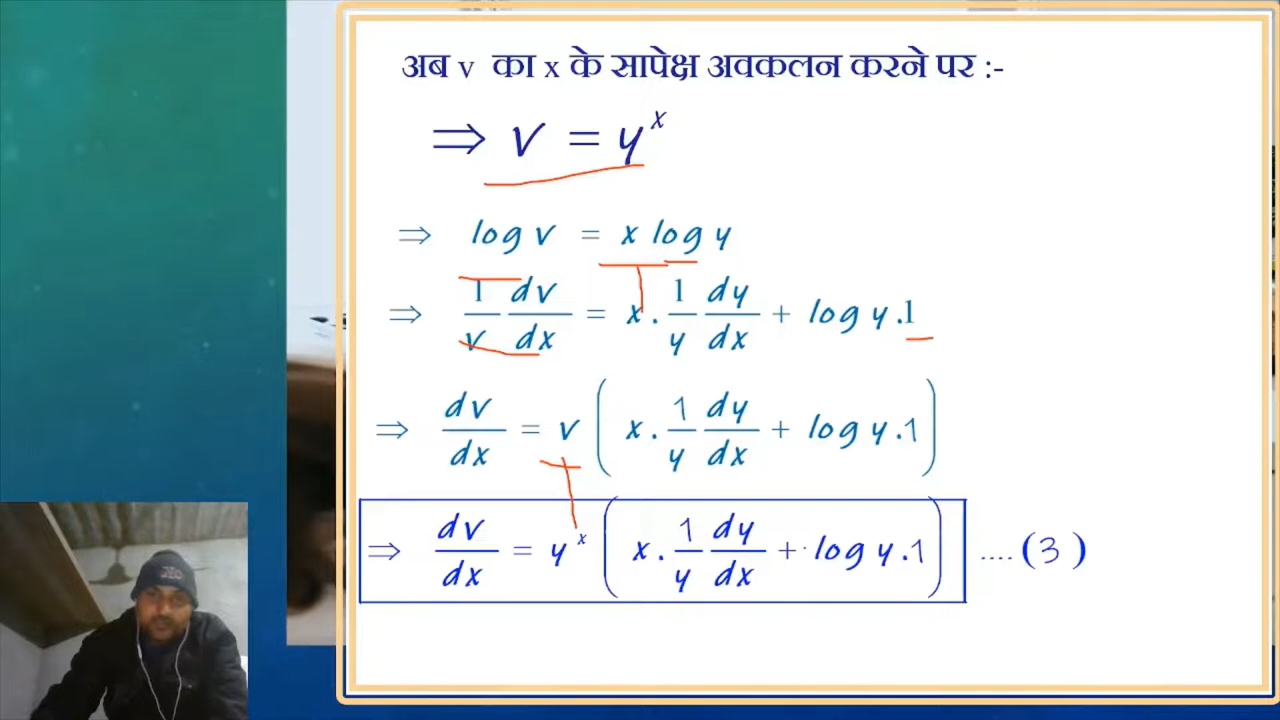 अब v का x के सापेक्ष अवकलन करने पर :-
⇒ v = y^x
⇒ log v = x log y
⇒ 1/v dv/dx = x . 1/y dy/dx + log y.1
⇒ dv/dx = v ( x . 1/y dy/dx + log y.1 )
⇒ dv/dx = y^x ( x . 1/y dy/dx + log y.1 ) .... (3)